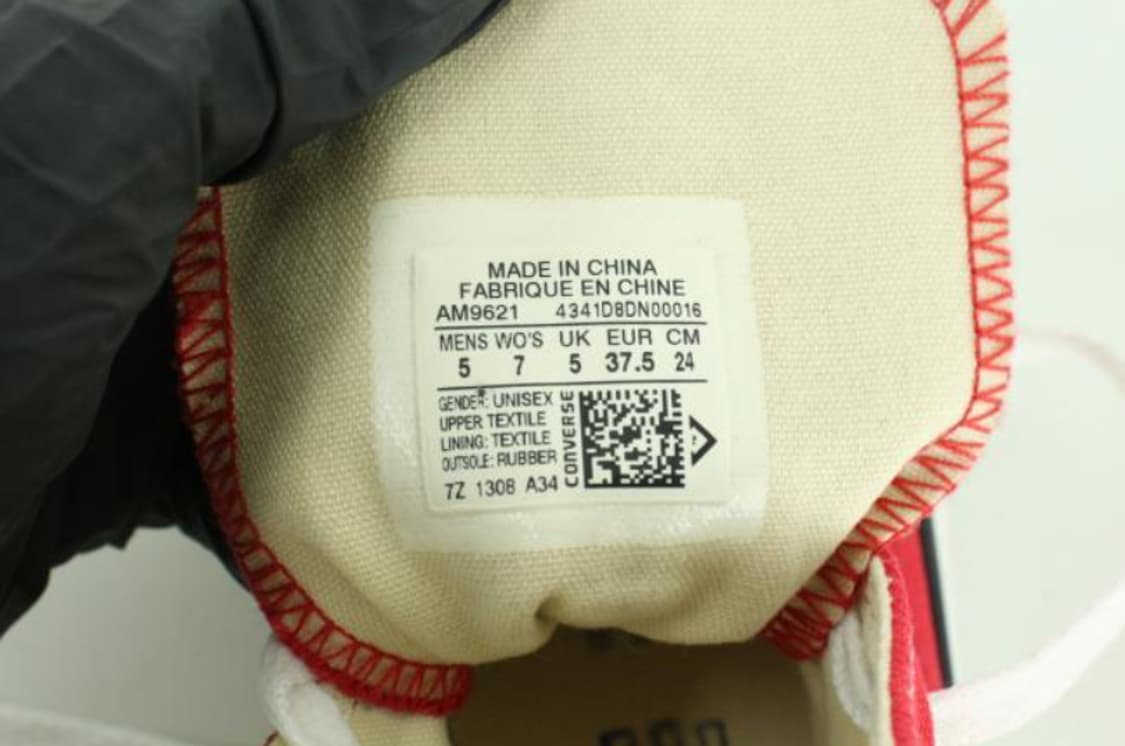 MADE IN CHINA
FABRIQUE EN CHINE
AM9621 4341D8DN00016
MENS WO'S UK EUR CM
5 7 5 37.5 24
GENDER: UNISEX
UPPER TEXTILE
LINING: TEXTILE
OUTSOLE: RUBBER
7Z 1308 A34
CONVERSE